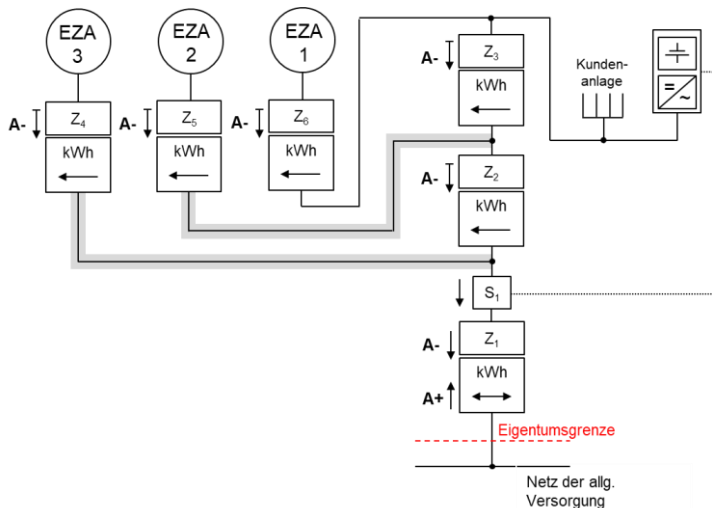 EZA
3
EZA
2
EZA
1
A-
Z4
kWh
A-
Z5
kWh
A-
Z6
kWh
A-
Z3
kWh
Kunden-
anlage
=
~
A-
Z2
kWh
S1
A-
Z1
kWh
A+
Eigentumsgrenze
Netz der allg.
Versorgung